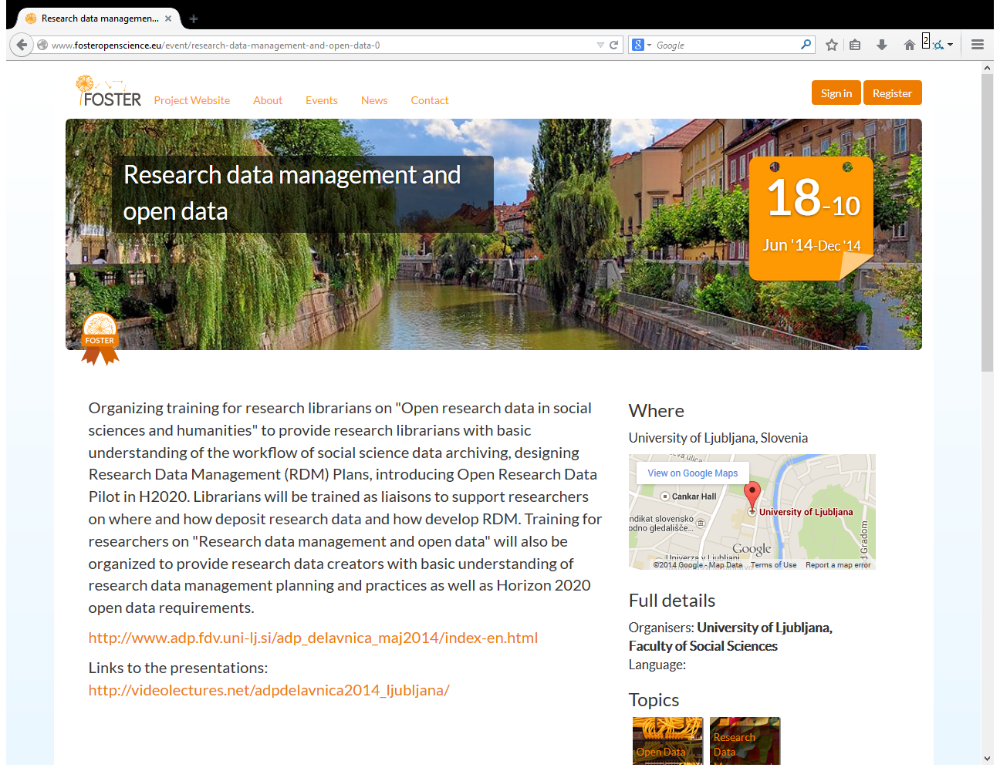 Research data managemen...
www.fosteropenscience.eu/event/research-data-management-and-open-data-0
Google
2
FOSTER
Project Website
About
Events
News
Contact
Sign in
Register
Research data management and
open data
18-10
Jun '14-Dec '14
FOSTER
Organizing training for research librarians on "Open research data in social
sciences and humanities" to provide research librarians with basic
understanding of the workflow of social science data archiving, designing
Research Data Management (RDM) Plans, introducing Open Research Data
Pilot in H2020. Librarians will be trained as liaisons to support researchers
on where and how deposit research data and how develop RDM. Training for
researchers on "Research data management and open data" will also be
organized to provide research data creators with basic understanding of
research data management planning and practices as well as Horizon 2020
open data requirements.
http://www.adp.fdv.uni-lj.si/adp_delavnica_maj2014/index-en.html
Links to the presentations:
http://videolectures.net/adpdelavnica2014_ljubljana/
Where
University of Ljubljana, Slovenia
View on Google Maps
Cankar Hall
University of Ljubljana
ndikat slovensko
odno gledališče...
Gradom
Google
Univerza v Ljubljani
©2014 Google - Map Data
Terms of Use
Report a map error
Full details
Organisers: University of Ljubljana,
Faculty of Social Sciences
Language:
Topics
Open Data
Research
Data